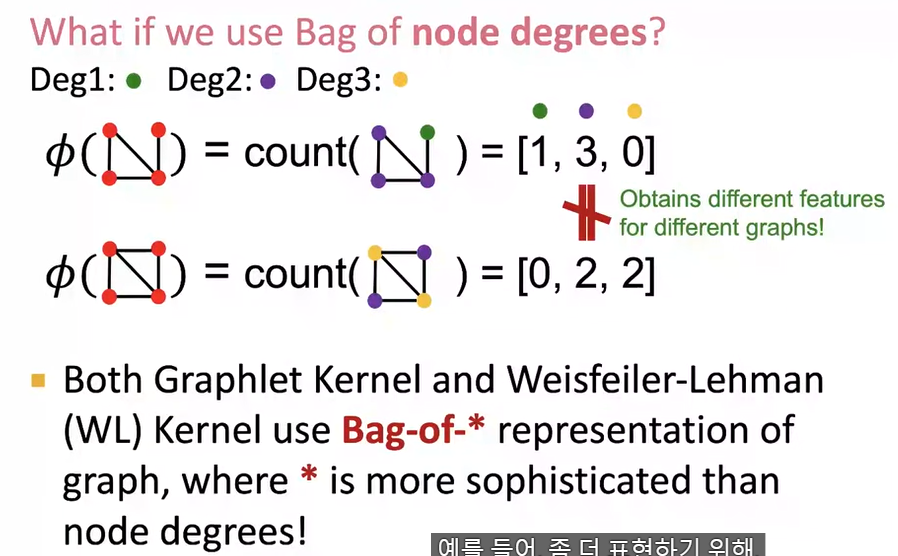 What if we use Bag of node degrees?
Deg1: Deg2: Deg3:
ϕ( ) = count( ) = [1, 3, 0]
Obtains different features
for different graphs!
ϕ( ) = count( ) = [0, 2, 2]
Both Graphlet Kernel and Weisfeiler-Lehman
(WL) Kernel use Bag-of-* representation of
graph, where * is more sophisticated than
node degrees!
예를 들어, 좀 더 표현하기 위해